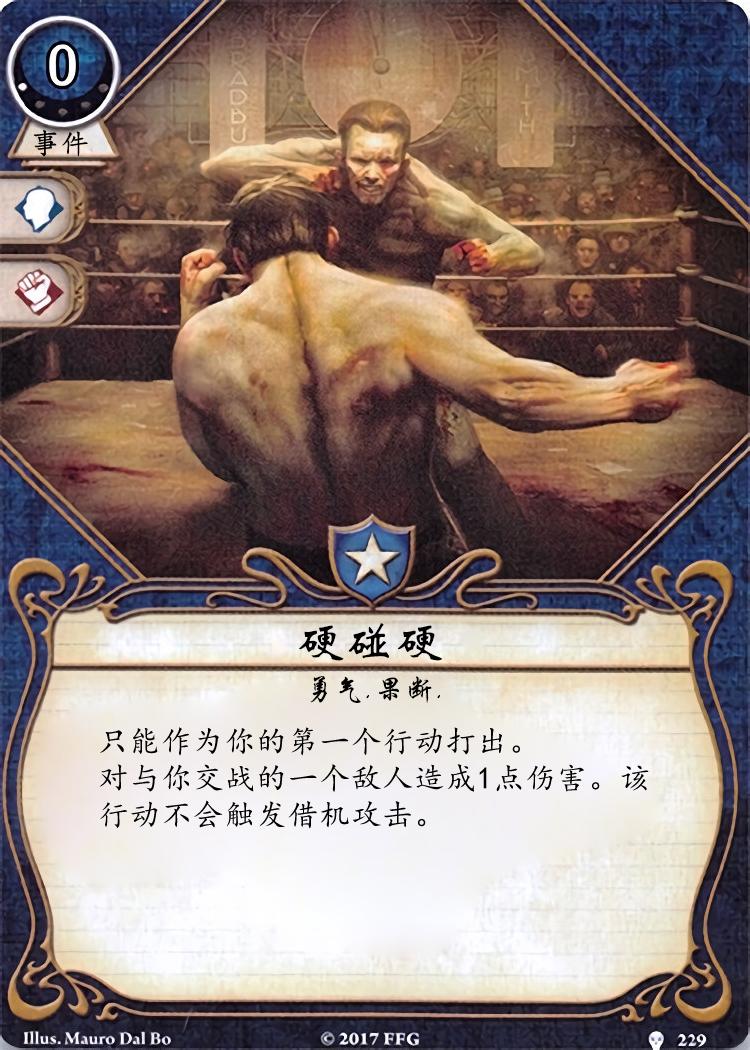 0
事件
RADBU
SMITH
硬碰硬
勇气.果断.
只能作为你的第一个行动打出。
对与你交战的一个敌人造成1点伤害。该
行动不会触发借机攻击。
Illus. Mauro Dal Bo
© 2017 FFG
229